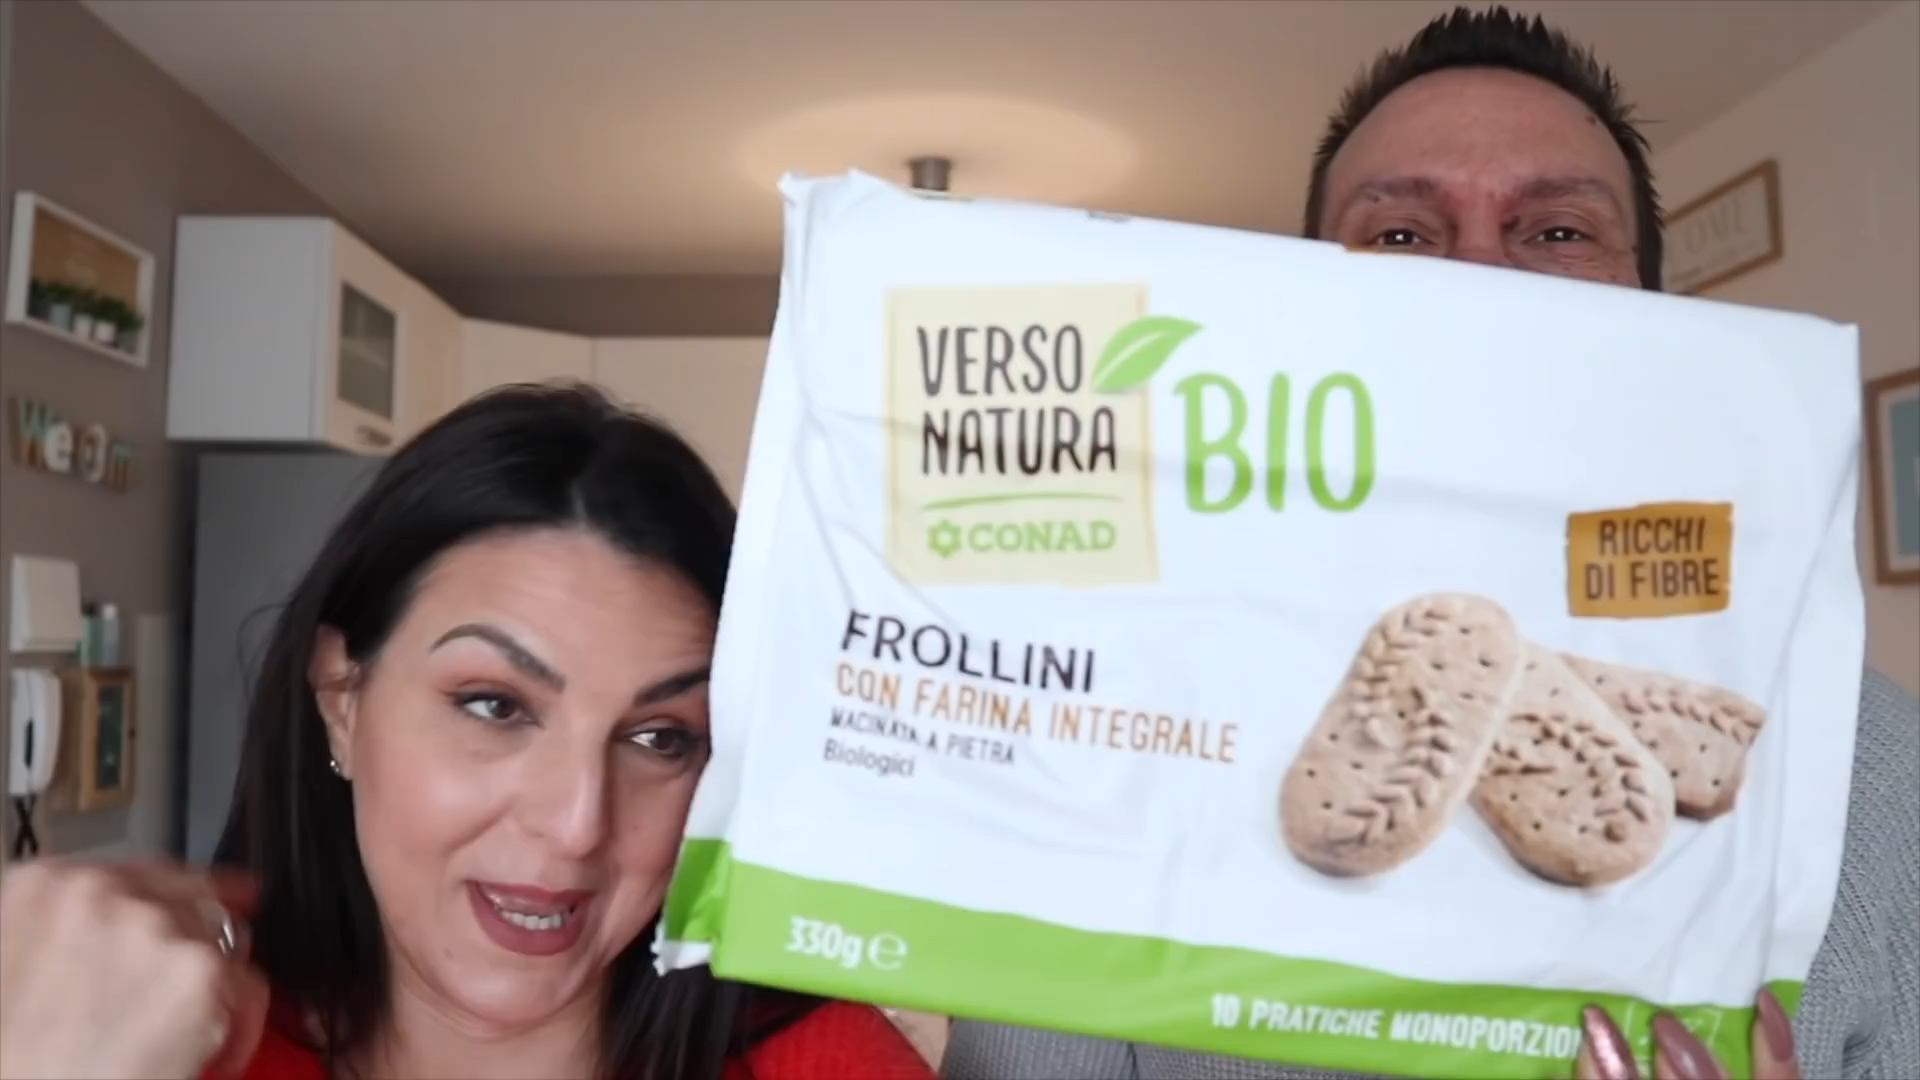 VERSO
NATURA
CONAD
BIO
RICCHI
DI FIBRE
FROLLINI
CON FARINA INTEGRALE
MACINATA A PIETRA
Biologici
330g ℮
10 PRATICHE MONOPORZIONI